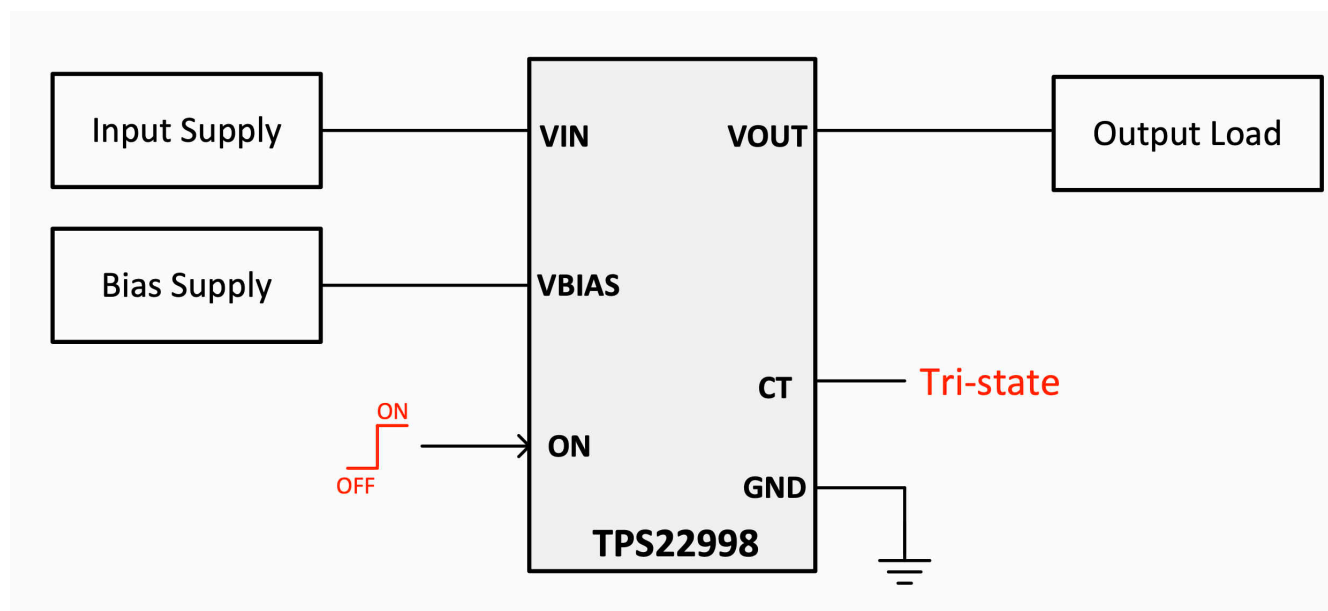 Input Supply
VIN
VOUT
Output Load
Bias Supply
VBIAS
CT
Tri-state
ON
OFF
ON
GND
TPS22998